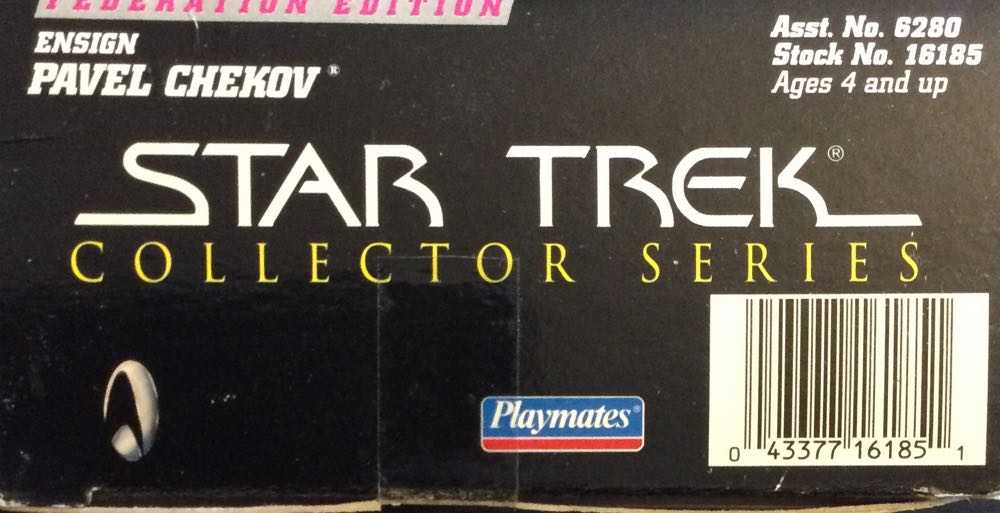 FEDERATION EDITION
ENSIGN
PAVEL CHEKOV®
Asst. No. 6280
Stock No. 16185
Ages 4 and up
STAR TREK®
COLLECTOR SERIES
Playmates®
0 43377 16185 1